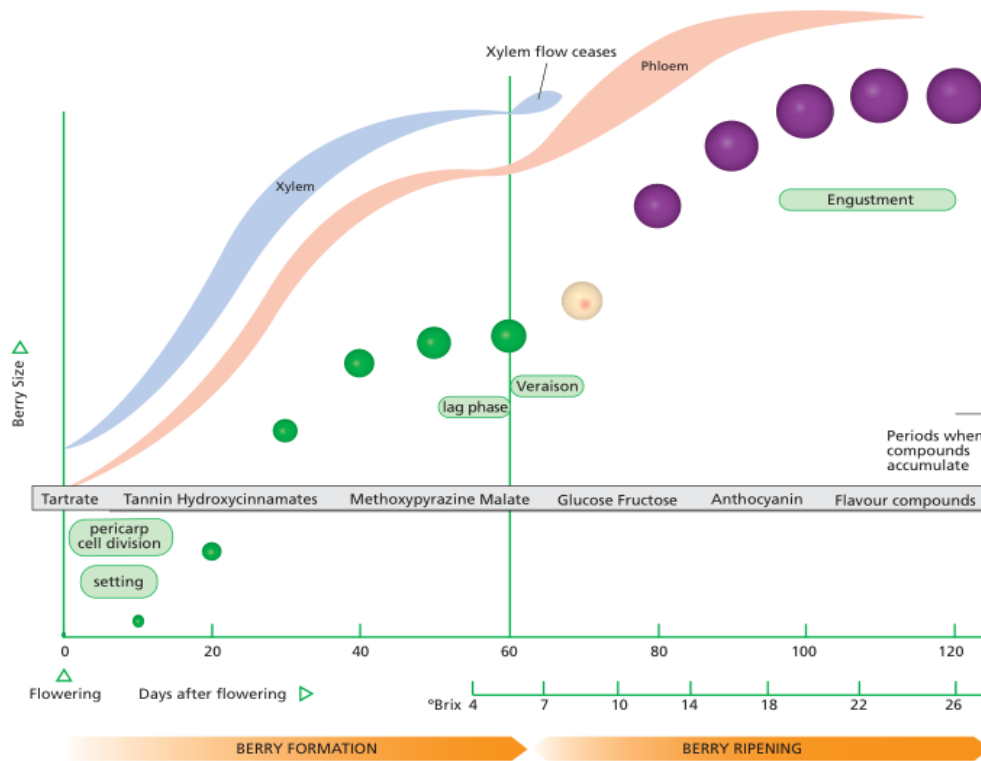 Xylem flow ceases
Phloem
Xylem
Engustment
Berry Size
Veraison
lag phase
Periods when
compounds
accumulate
Tartrate Tannin Hydroxycinnamates Methoxypyrazine Malate Glucose Fructose Anthocyanin Flavour compounds
pericarp
cell division
setting
0 20 40 60 80 100 120
Flowering Days after flowering
°Brix 4 7 10 14 18 22 26
BERRY FORMATION BERRY RIPENING